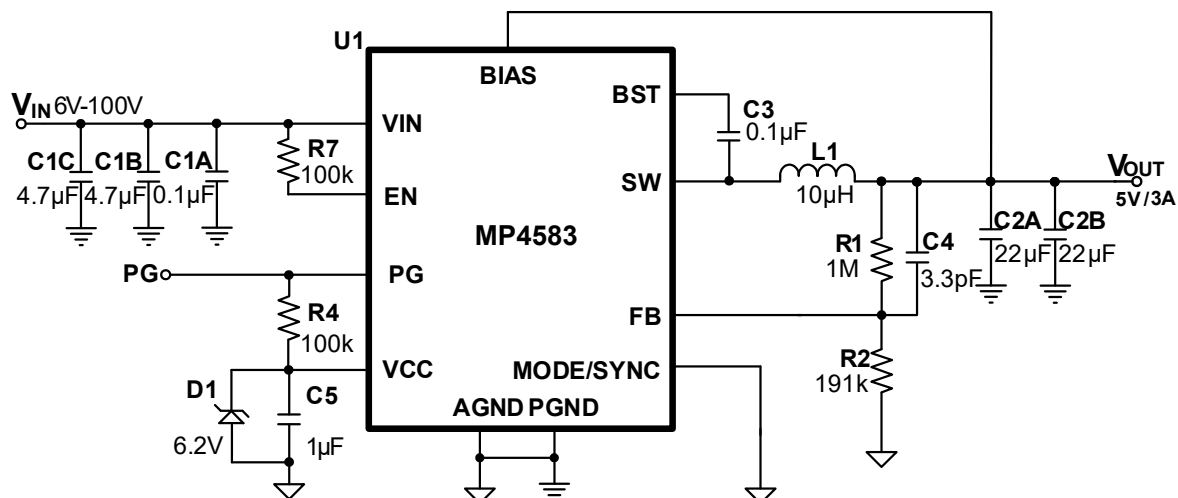 U1
BIAS
BST
C3
0.1µF
VIN 6V-100V
VIN
R7
100k
L1
10µH
VOUT
5V/3A
C1C
C1B
C1A
4.7µF
4.7µF
0.1µF
EN
SW
MP4583
C2A
C2B
22µF
22µF
R1
1M
C4
3.3pF
PG
PG
R4
100k
FB
R2
191k
VCC
MODE/SYNC
D1
6.2V
C5
1µF
AGND
PGND